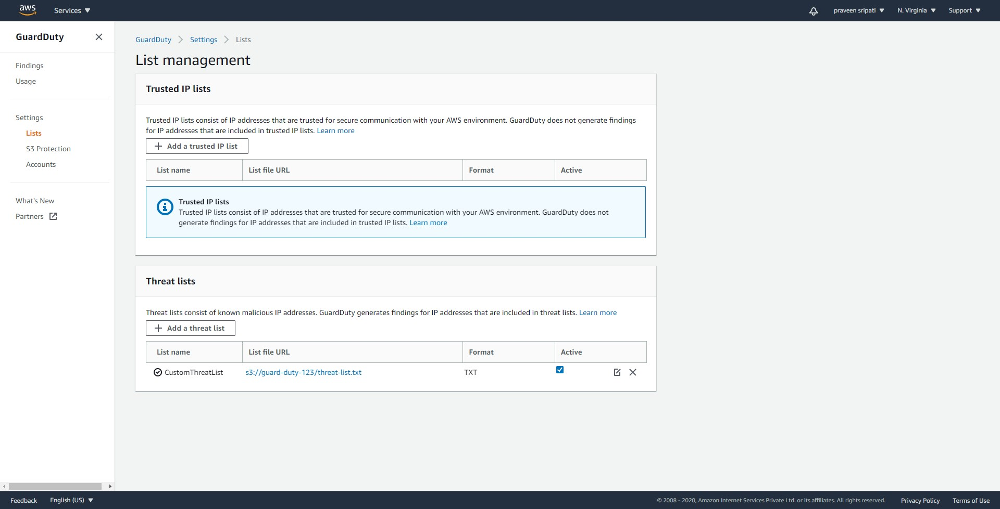 aws Services praveen sripati N. Virginia Support
GuardDuty
Findings
Usage
Settings
Lists
S3 Protection
Accounts
What's New
Partners
GuardDuty Settings Lists
List management
Trusted IP lists
Trusted IP lists consist of IP addresses that are trusted for secure communication with your AWS environment. GuardDuty does not generate findings
for IP addresses that are included in trusted IP lists. Learn more
Add a trusted IP list
List name List file URL Format Active
Trusted IP lists
Trusted IP lists consist of IP addresses that are trusted for secure communication with your AWS environment. GuardDuty does not
generate findings for IP addresses that are included in trusted IP lists. Learn more
Threat lists
Threat lists consist of known malicious IP addresses. GuardDuty generates findings for IP addresses that are included in threat lists. Learn more
Add a threat list
List name List file URL Format Active
CustomThreatList s3://guard-duty-123/threat-list.txt TXT
Feedback English (US) © 2008 - 2020, Amazon Internet Services Private Ltd. or its affiliates. All rights reserved. Privacy Policy Terms of Use